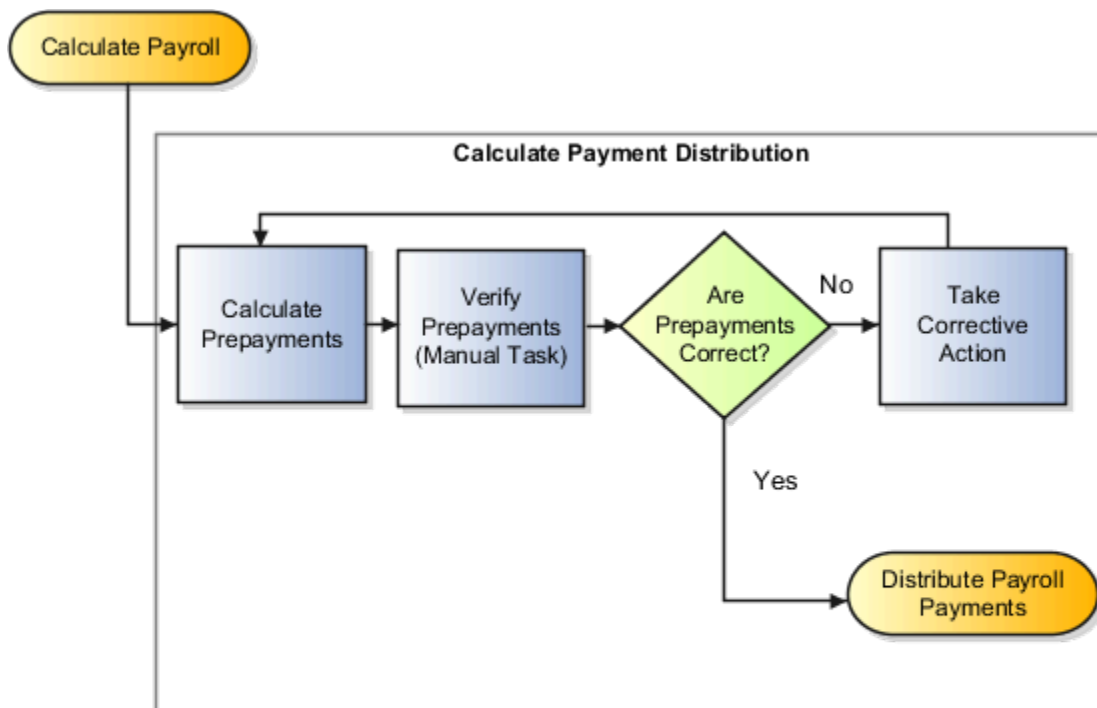 Calculate Payroll
Calculate Payment Distribution
Calculate
Prepayments
Verify
Prepayments
(Manual Task)
Are
Prepayments
Correct?
No
Take
Corrective
Action
Yes
Distribute Payroll
Payments